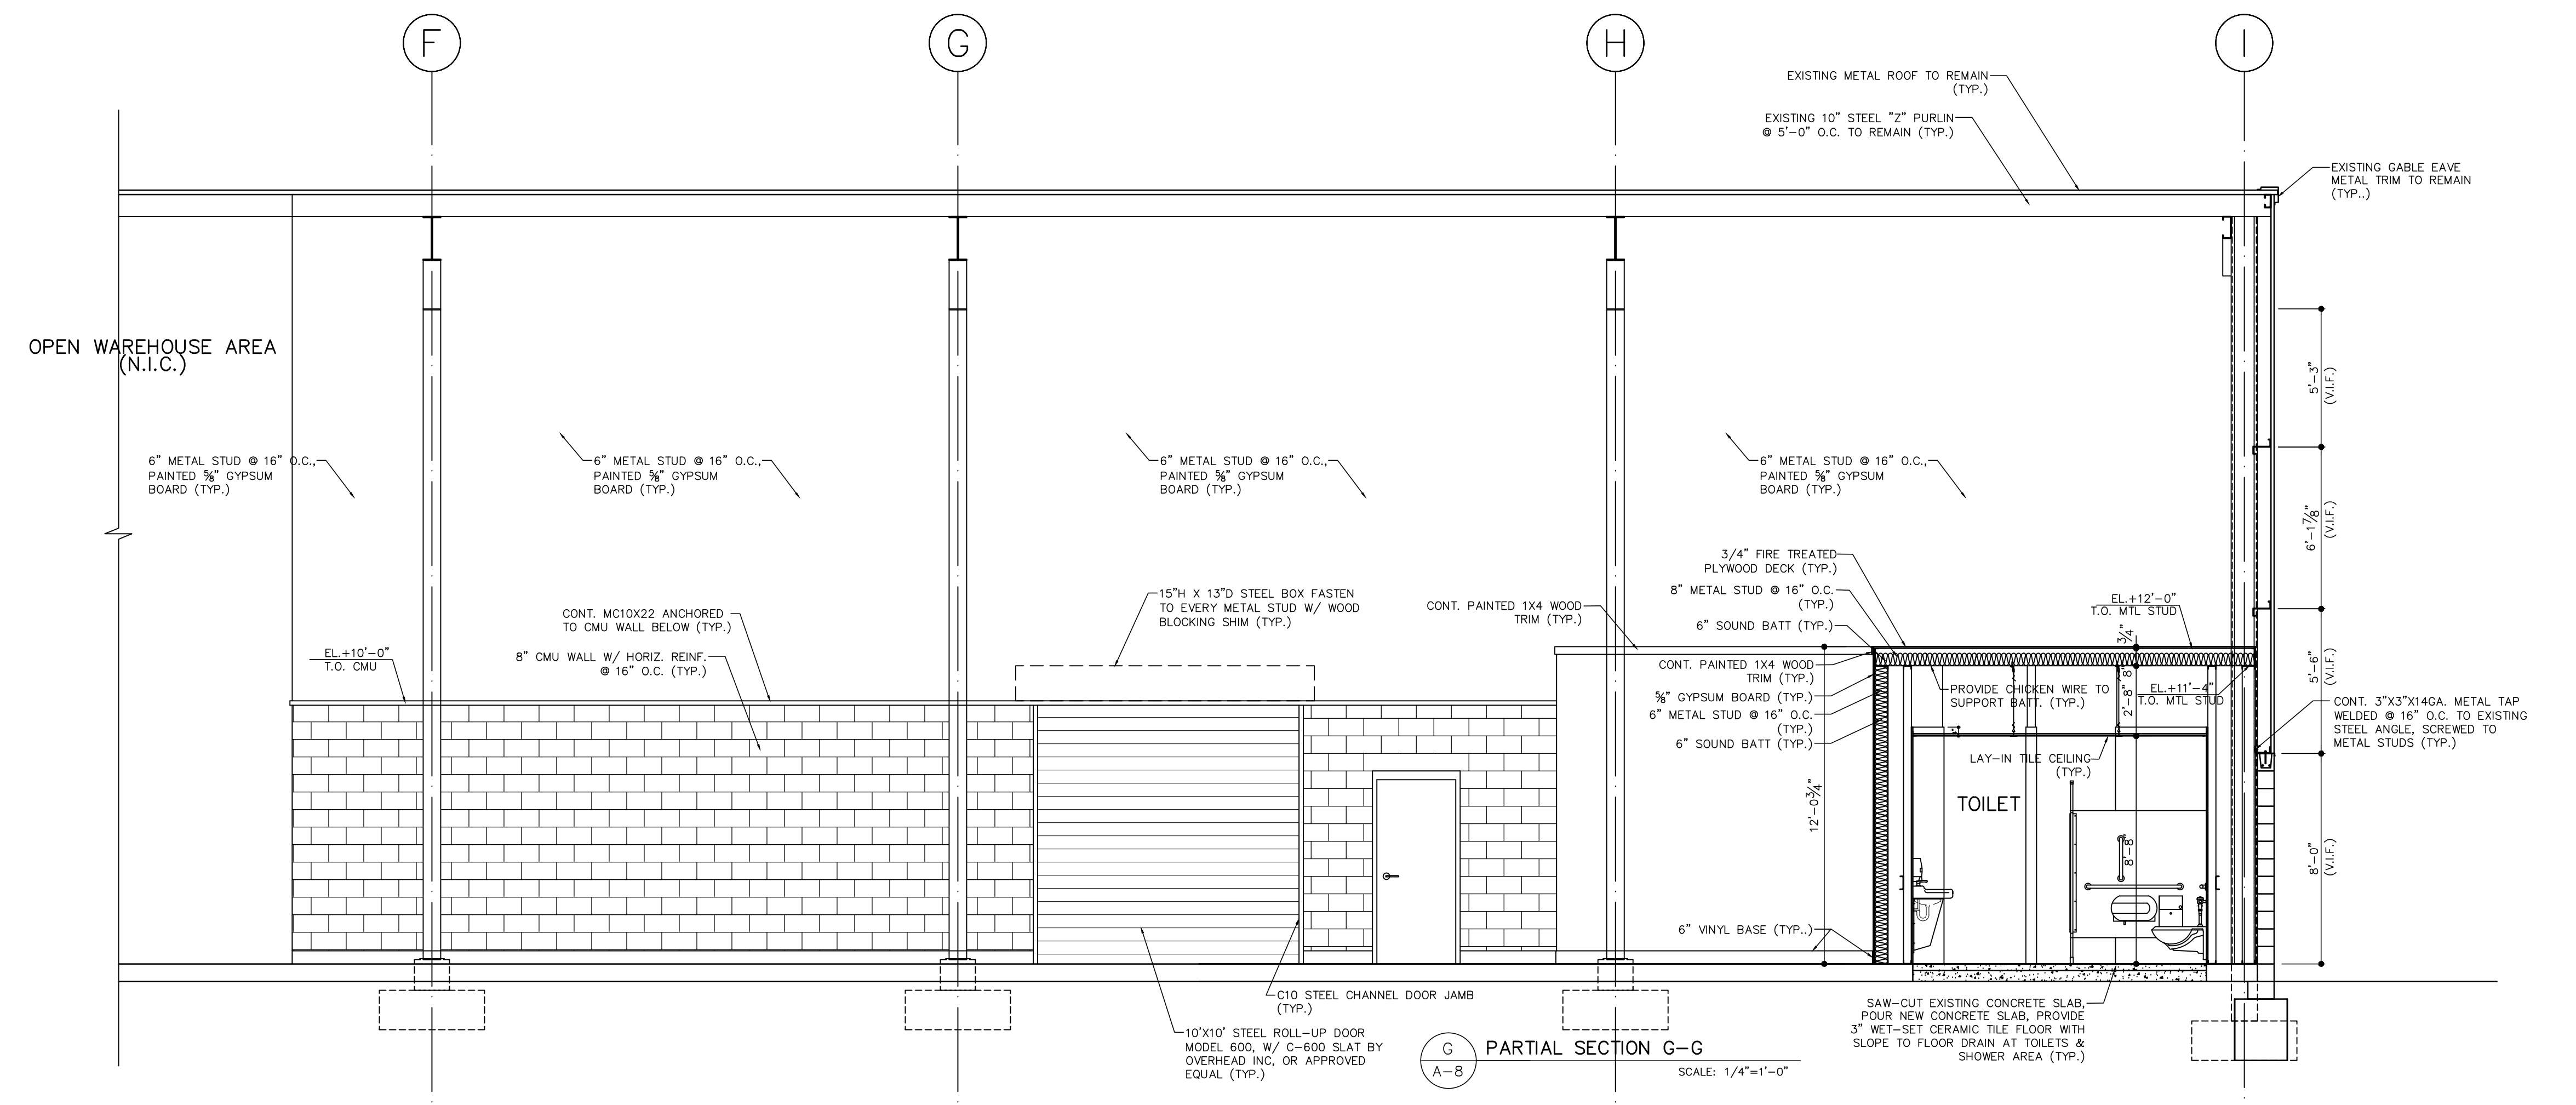 F
G
H
I
EXISTING METAL ROOF TO REMAIN
(TYP.)
EXISTING 10" STEEL "Z" PURLIN
@ 5'-0" O.C. TO REMAIN (TYP.)
EXISTING GABLE EAVE
METAL TRIM TO REMAIN
(TYP..)
OPEN WAREHOUSE AREA
(N.I.C.)
6" METAL STUD @ 16" O.C.,
PAINTED ⅝" GYPSUM
BOARD (TYP.)
6" METAL STUD @ 16" O.C.,
PAINTED ⅝" GYPSUM
BOARD (TYP.)
6" METAL STUD @ 16" O.C.,
PAINTED ⅝" GYPSUM
BOARD (TYP.)
6" METAL STUD @ 16" O.C.,
PAINTED ⅝" GYPSUM
BOARD (TYP.)
5'-3"
(V.I.F.)
6'-1⅞"
(V.I.F.)
5'-6"
(V.I.F.)
8'-0"
(V.I.F.)
EL.+10'-0"
T.O. CMU
CONT. MC10X22 ANCHORED
TO CMU WALL BELOW (TYP.)
8" CMU WALL W/ HORIZ. REINF.
@ 16" O.C. (TYP.)
15"H X 13"D STEEL BOX FASTEN
TO EVERY METAL STUD W/ WOOD
BLOCKING SHIM (TYP.)
CONT. PAINTED 1X4 WOOD
TRIM (TYP.)
3/4" FIRE TREATED
PLYWOOD DECK (TYP.)
8" METAL STUD @ 16" O.C.
(TYP.)
6" SOUND BATT (TYP.)
CONT. PAINTED 1X4 WOOD
TRIM (TYP.)
⅝" GYPSUM BOARD (TYP.)
6" METAL STUD @ 16" O.C.
(TYP.)
6" SOUND BATT (TYP.)
EL.+12'-0"
T.O. MTL STUD
3/4"
8"
2'-8"
8'-8"
PROVIDE CHICKEN WIRE TO
SUPPORT BATT. (TYP.)
EL.+11'-4"
T.O. MTL STUD
CONT. 3"X3"X14GA. METAL TAP
WELDED @ 16" O.C. TO EXISTING
STEEL ANGLE, SCREWED TO
METAL STUDS (TYP.)
LAY-IN TILE CEILING
(TYP.)
TOILET
12'-0¾"
6" VINYL BASE (TYP..)
C10 STEEL CHANNEL DOOR JAMB
(TYP.)
10'X10' STEEL ROLL-UP DOOR
MODEL 600, W/ C-600 SLAT BY
OVERHEAD INC, OR APPROVED
EQUAL (TYP.)
SAW-CUT EXISTING CONCRETE SLAB,
POUR NEW CONCRETE SLAB, PROVIDE
3" WET-SET CERAMIC TILE FLOOR WITH
SLOPE TO FLOOR DRAIN AT TOILETS &
SHOWER AREA (TYP.)
G
A-8
PARTIAL SECTION G-G
SCALE: 1/4"=1'-0"